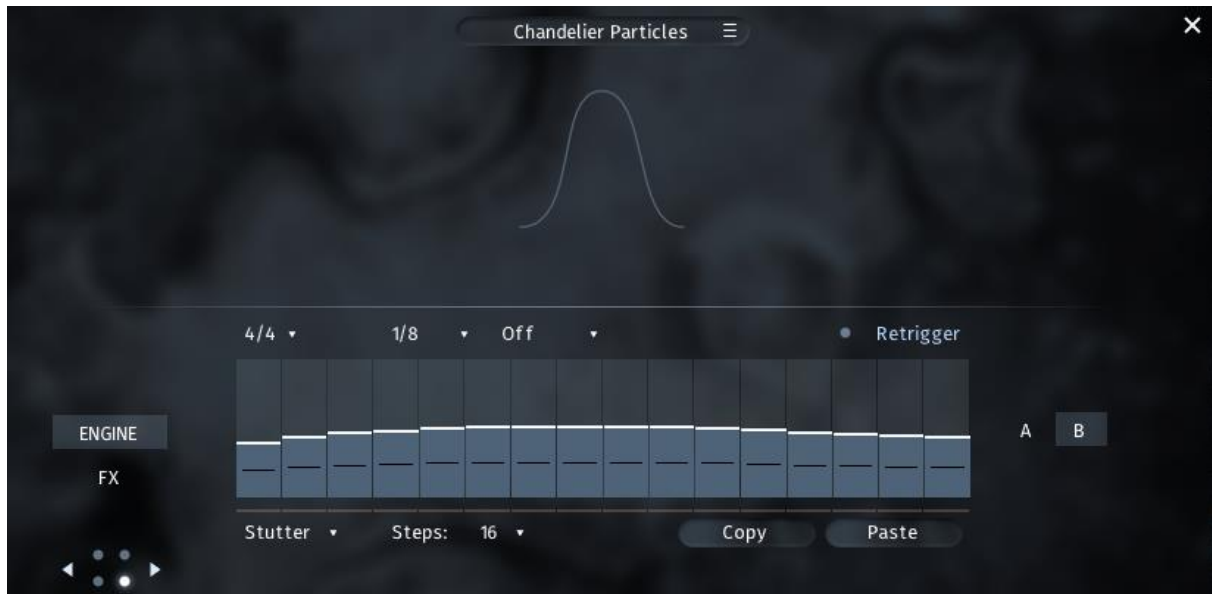 Chandelier Particles
4/4 1/8 Off Retrigger
ENGINE
A B
FX
Stutter Steps: 16 Copy Paste